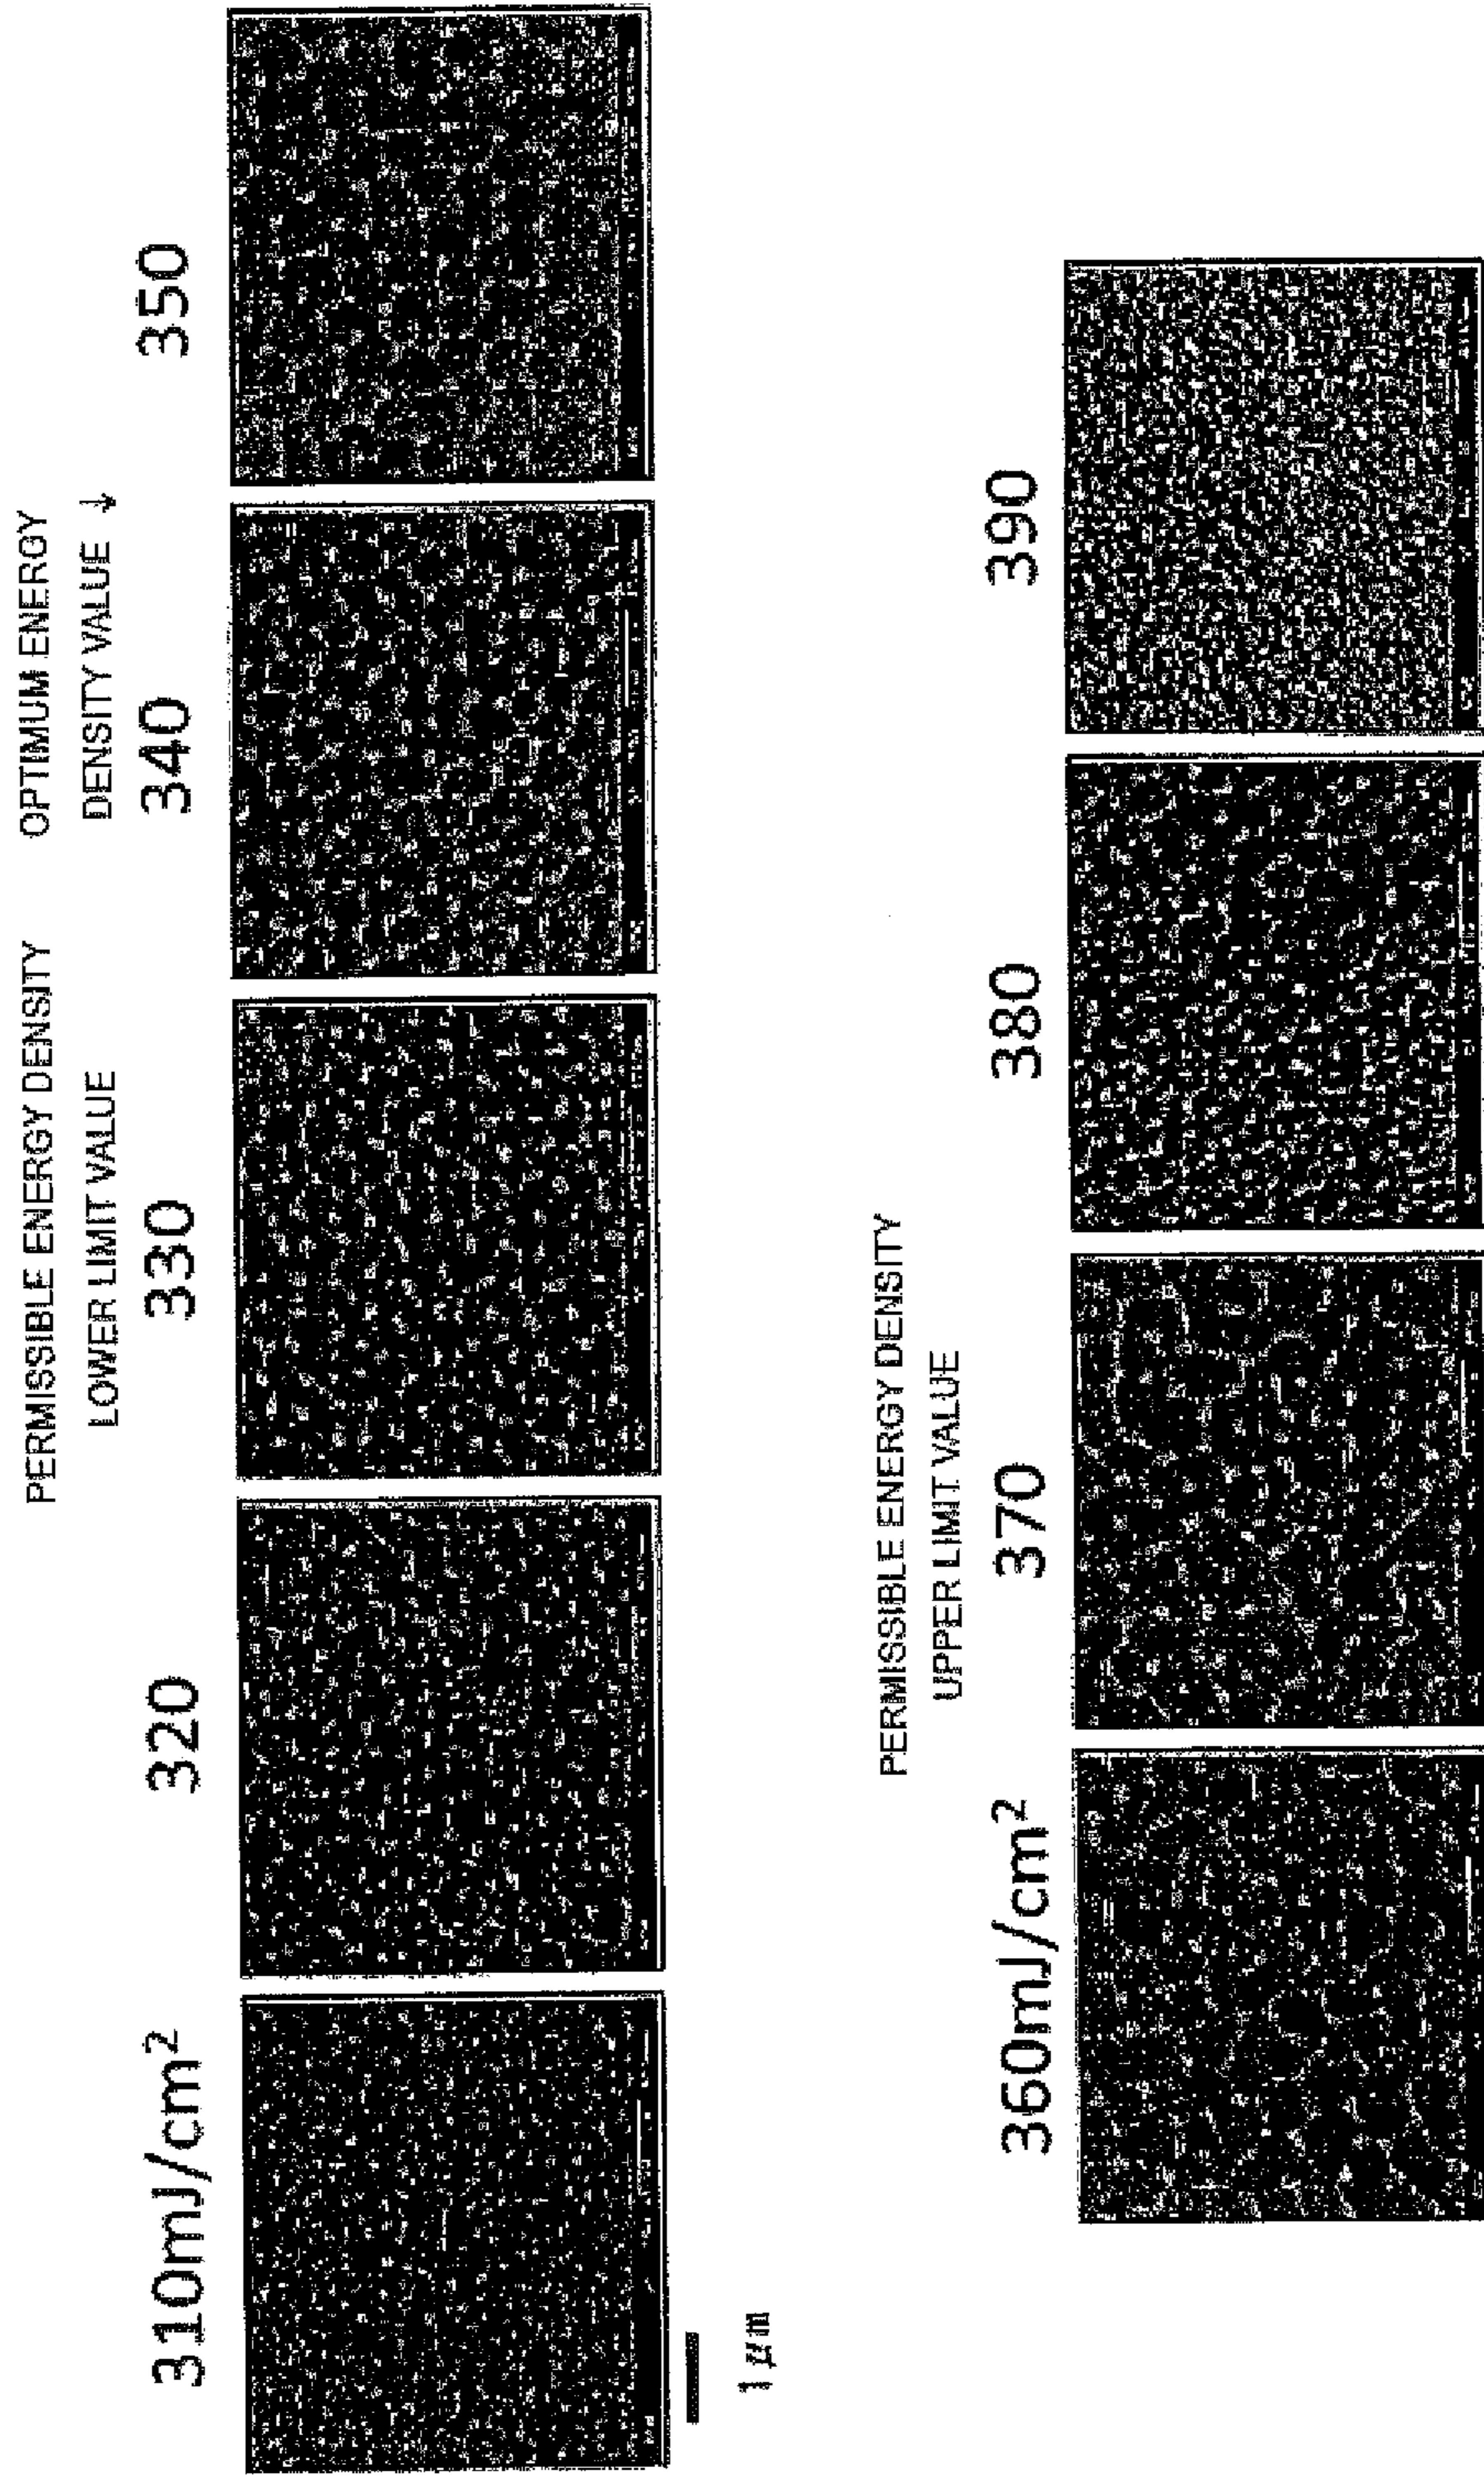 PERMISSIBLE ENERGY DENSITY OPTIMUM ENERGY
LOWER LIMIT VALUE DENSITY VALUE ↓
310mJ/cm² 320 330 340 350
1 μm
PERMISSIBLE ENERGY DENSITY
UPPER LIMIT VALUE
360mJ/cm² 370 380 390